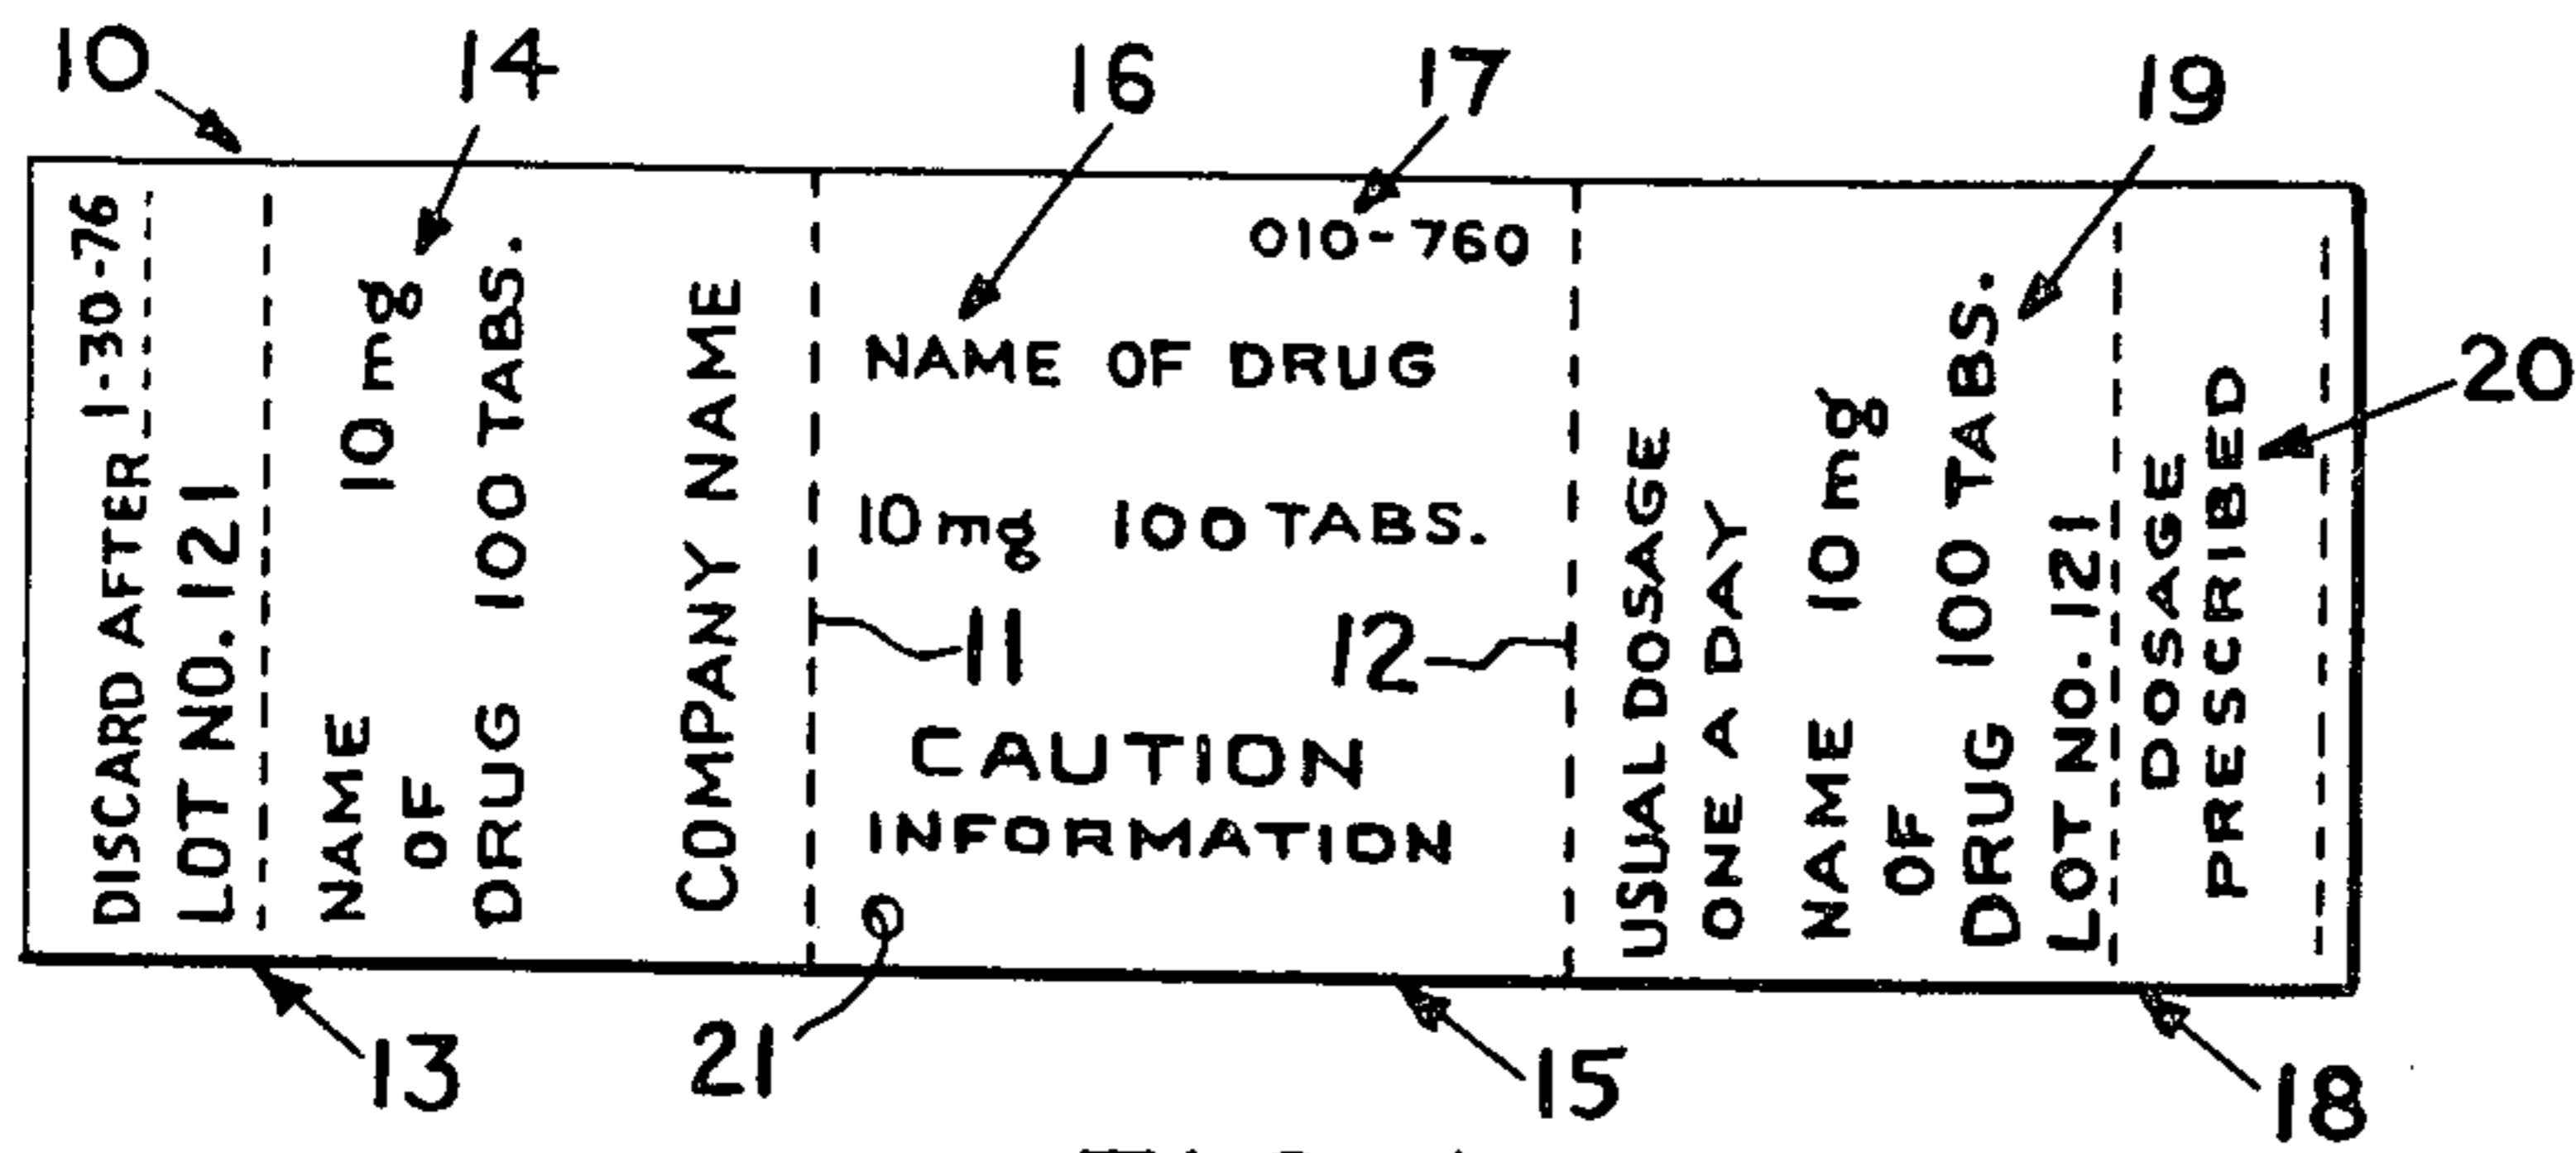 10
14
16
17
19
DISCARD AFTER 1-30-76
LOT NO. 121
NAME 10 mg
OF
DRUG 100 TABS.
COMPANY NAME
010-760
NAME OF DRUG
10 mg 100 TABS.
11
12
CAUTION
INFORMATION
USUAL DOSAGE
ONE A DAY
NAME 10 mg
OF
DRUG 100 TABS.
LOT NO. 121
DOSAGE
PRESCRIBED
20
13
21
15
18